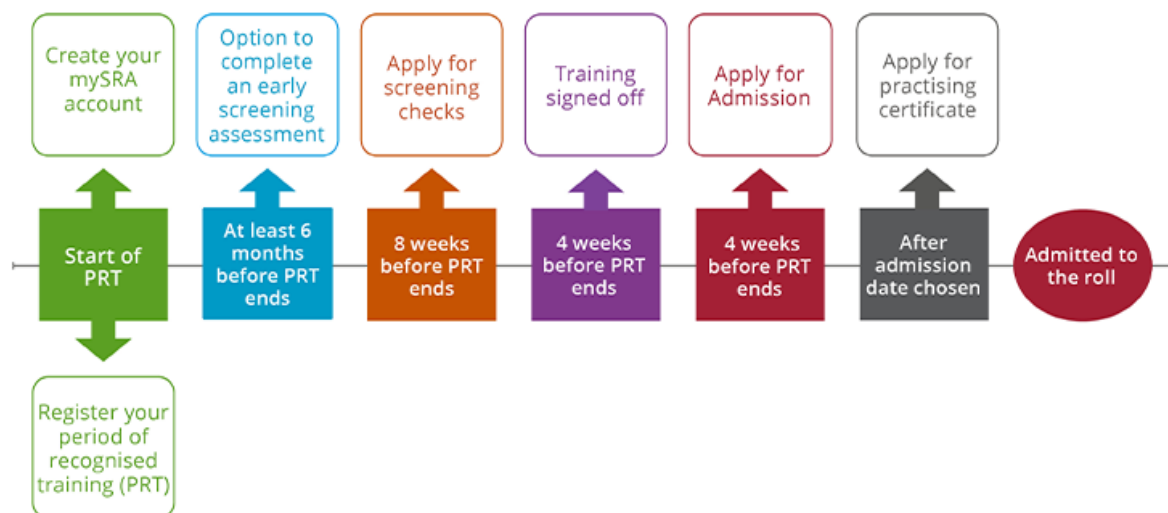 Create your
mySRA
account
Option to
complete
an early
screening
assessment
Apply for
screening
checks
Training
signed off
Apply for
Admission
Apply for
practising
certificate
Start of
PRT
At least 6
months
before PRT
ends
8 weeks
before PRT
ends
4 weeks
before PRT
ends
4 weeks
before PRT
ends
After
admission
date chosen
Admitted to
the roll
Register your
period of
recognised
training (PRT)